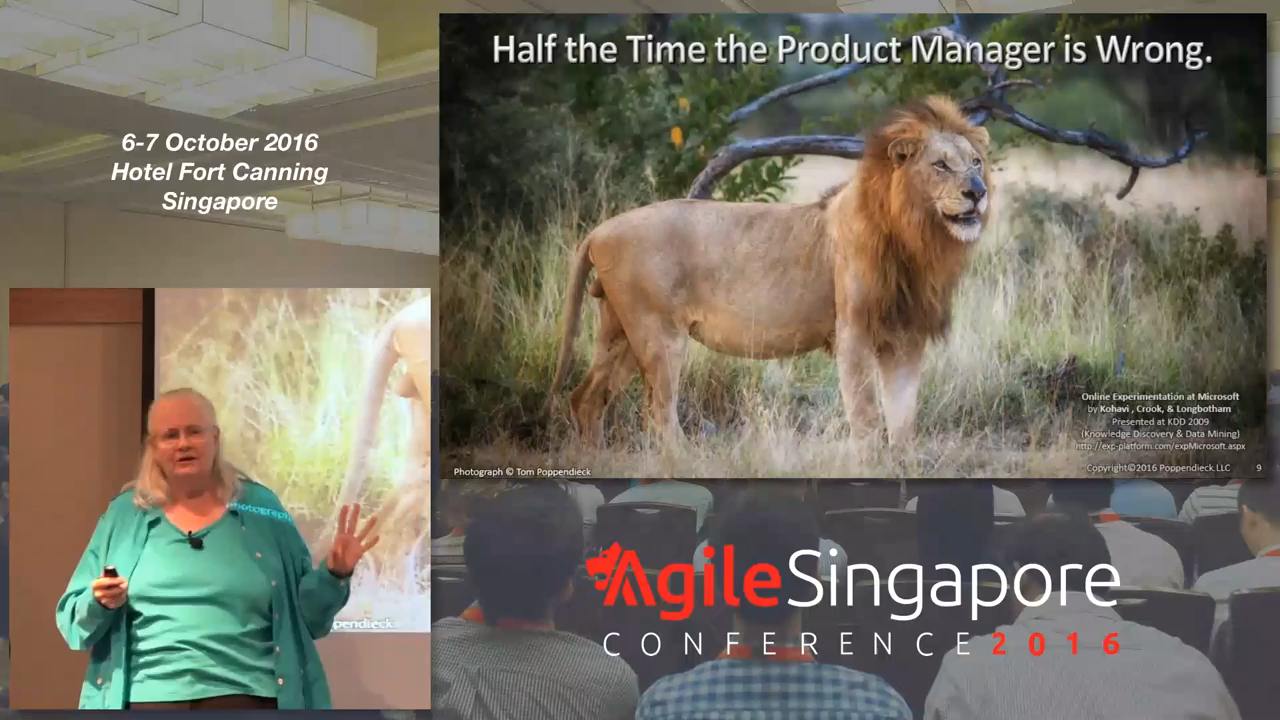 6-7 October 2016
Hotel Fort Canning
Singapore
Half the Time the Product Manager is Wrong.
Online Experimentation at Microsoft
by Kohavi , Crook, & Longbotham
Presented at KDD 2009
(Knowledge Discovery & Data Mining)
http://exp-platform.com/expMicrosoft.aspx
Photograph © Tom Poppendieck
Copyright©2016 Poppendieck.LLC 9
hotograph
pendieck
AgileSingapore
CONFERENCE 2016